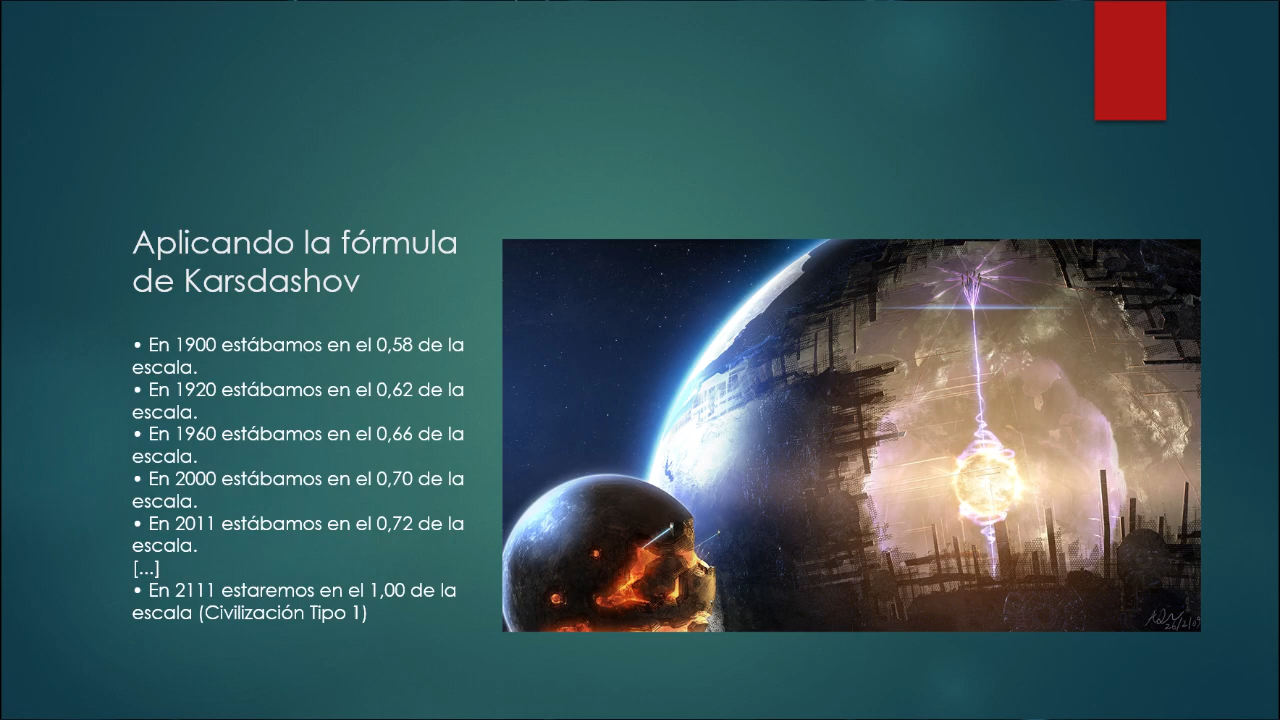 Aplicando la fórmula
de Karsdashov
• En 1900 estábamos en el 0,58 de la
escala.
• En 1920 estábamos en el 0,62 de la
escala.
• En 1960 estábamos en el 0,66 de la
escala.
• En 2000 estábamos en el 0,70 de la
escala.
• En 2011 estábamos en el 0,72 de la
escala.
[...]
• En 2111 estaremos en el 1,00 de la
escala (Civilización Tipo 1)